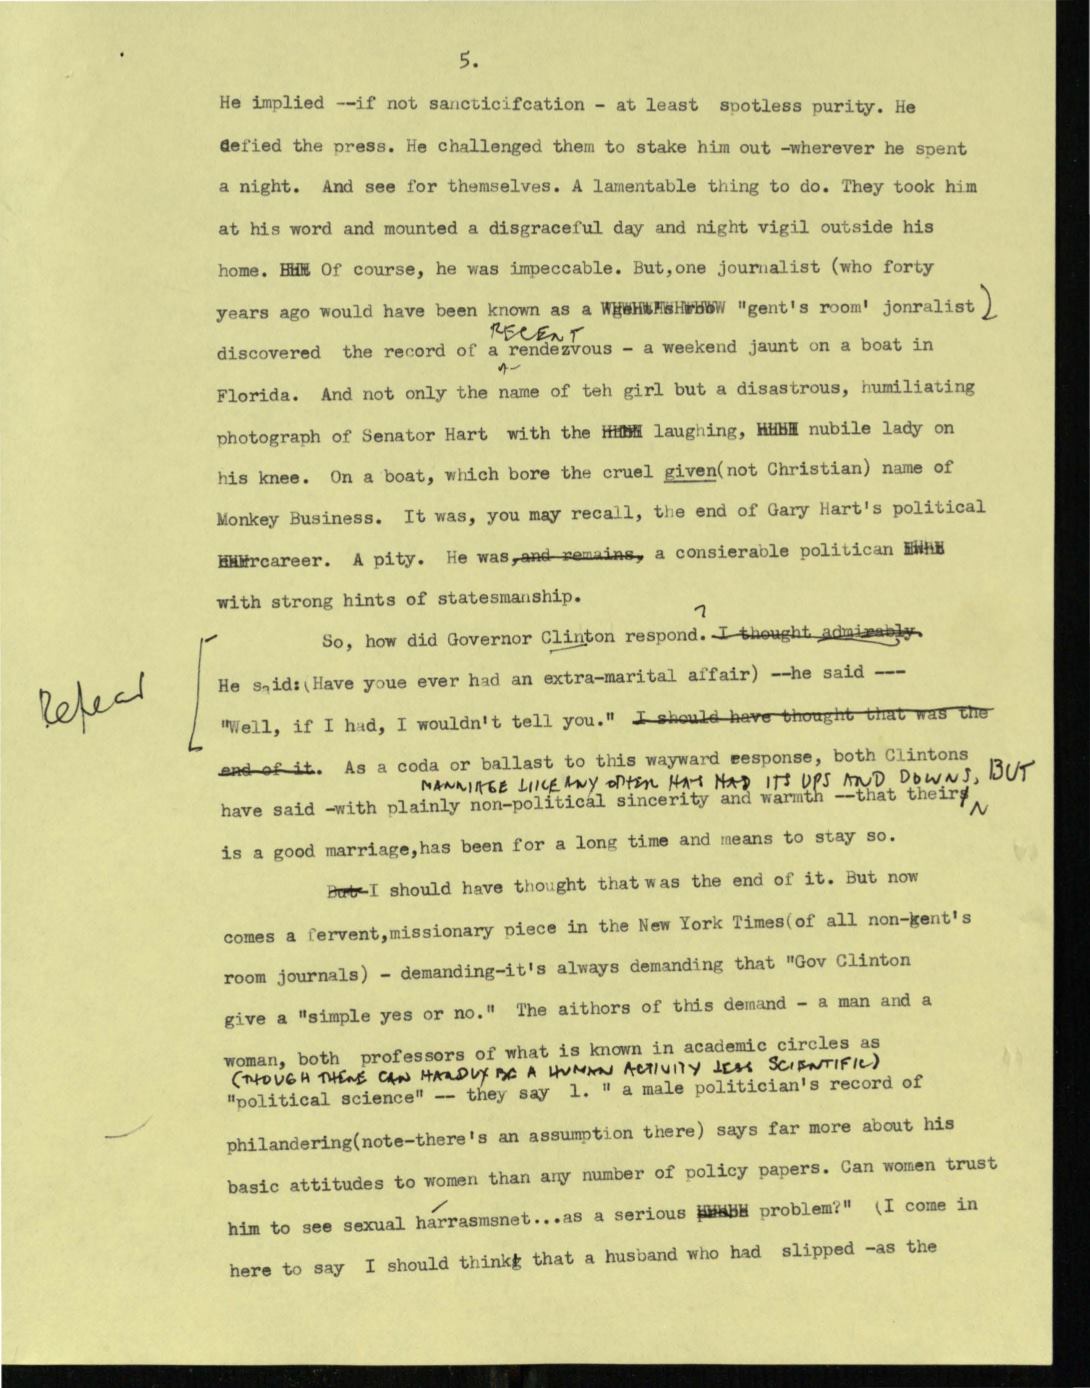 5.
He implied --if not sancticifcation - at least spotless purity. He
defied the press. He challenged them to stake him out -wherever he spent
a night. And see for themselves. A lamentable thing to do. They took him
at his word and mounted a disgraceful day and night vigil outside his
home. Of course, he was impeccable. But,one journalist (who forty
years ago would have been known as a "gent's room' jonralist)
RECENT
discovered the record of a rendezvous - a weekend jaunt on a boat in
Florida. And not only the name of teh girl but a disastrous, humiliating
photograph of Senator Hart with the laughing, nubile lady on
his knee. On a boat, which bore the cruel given(not Christian) name of
Monkey Business. It was, you may recall, the end of Gary Hart's political
career. A pity. He was,and remains, a consierable politican
with strong hints of statesmanship.
So, how did Governor Clinton respond.? I thought admirably.
Repeat
He said:(Have youe ever had an extra-marital affair) --he said ---
"Well, if I had, I wouldn't tell you." I should have thought that was the
end of it. As a coda or ballast to this wayward response, both Clintons
MARRIAGE LIKE ANY OTHER HAS HAD ITS UPS AND DOWNS, BUT
have said -with plainly non-political sincerity and warmth --that theirs
is a good marriage,has been for a long time and means to stay so.
But I should have thought that was the end of it. But now
comes a fervent,missionary piece in the New York Times(of all non-gent's
room journals) - demanding-it's always demanding that "Gov Clinton
give a "simple yes or no." The aithors of this demand - a man and a
woman, both professors of what is known in academic circles as
(THOUGH THERE CAN HARDLY BE A HUMAN ACTIVITY LESS SCIENTIFIC)
"political science" -- they say 1. " a male politician's record of
philandering(note-there's an assumption there) says far more about his
basic attitudes to women than any number of policy papers. Can women trust
him to see sexual harrasmsnet...as a serious problem?" (I come in
here to say I should think that a husband who had slipped -as the